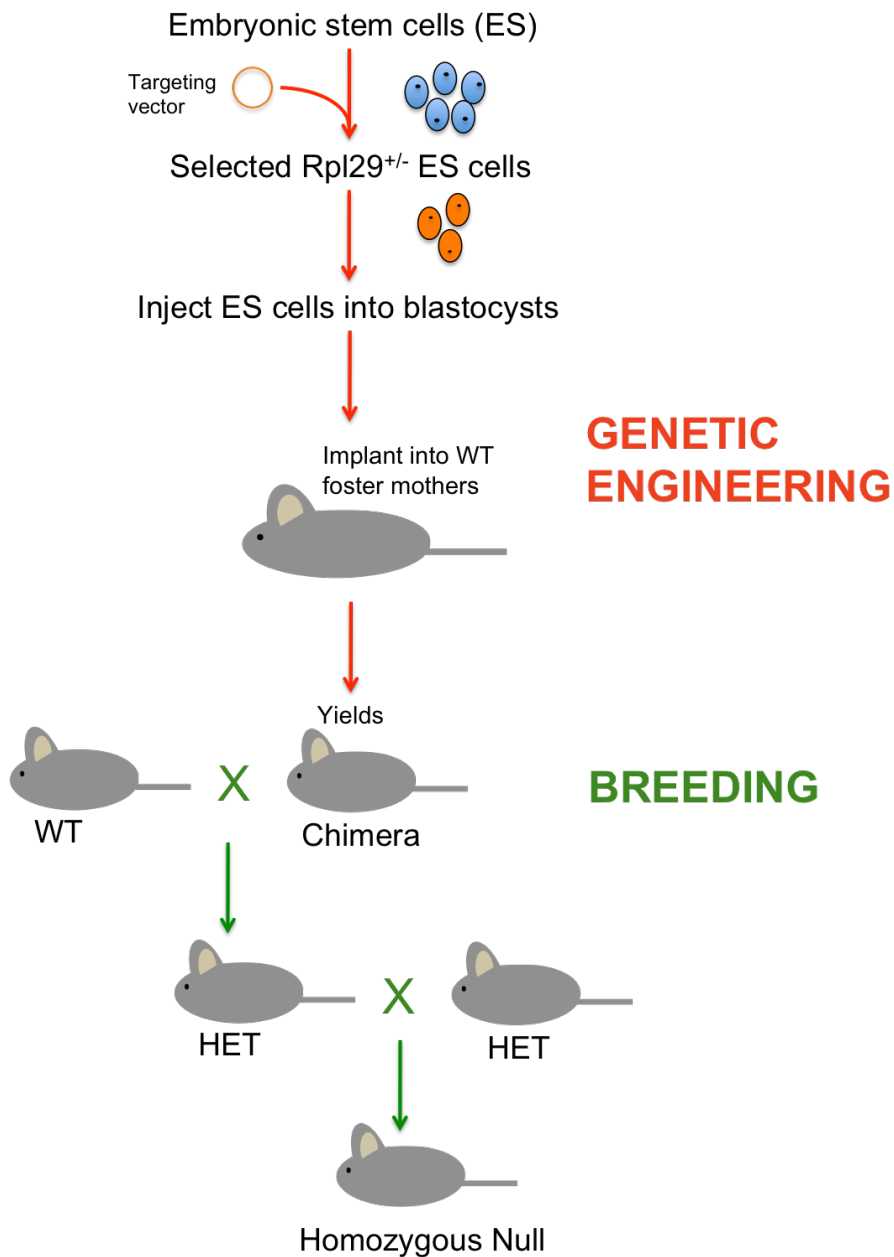 Embryonic stem cells (ES)
Targeting
vector
Selected Rpl29+/- ES cells
Inject ES cells into blastocysts
GENETIC
ENGINEERING
Implant into WT
foster mothers
Yields
X
BREEDING
WT
Chimera
X
HET
HET
Homozygous Null